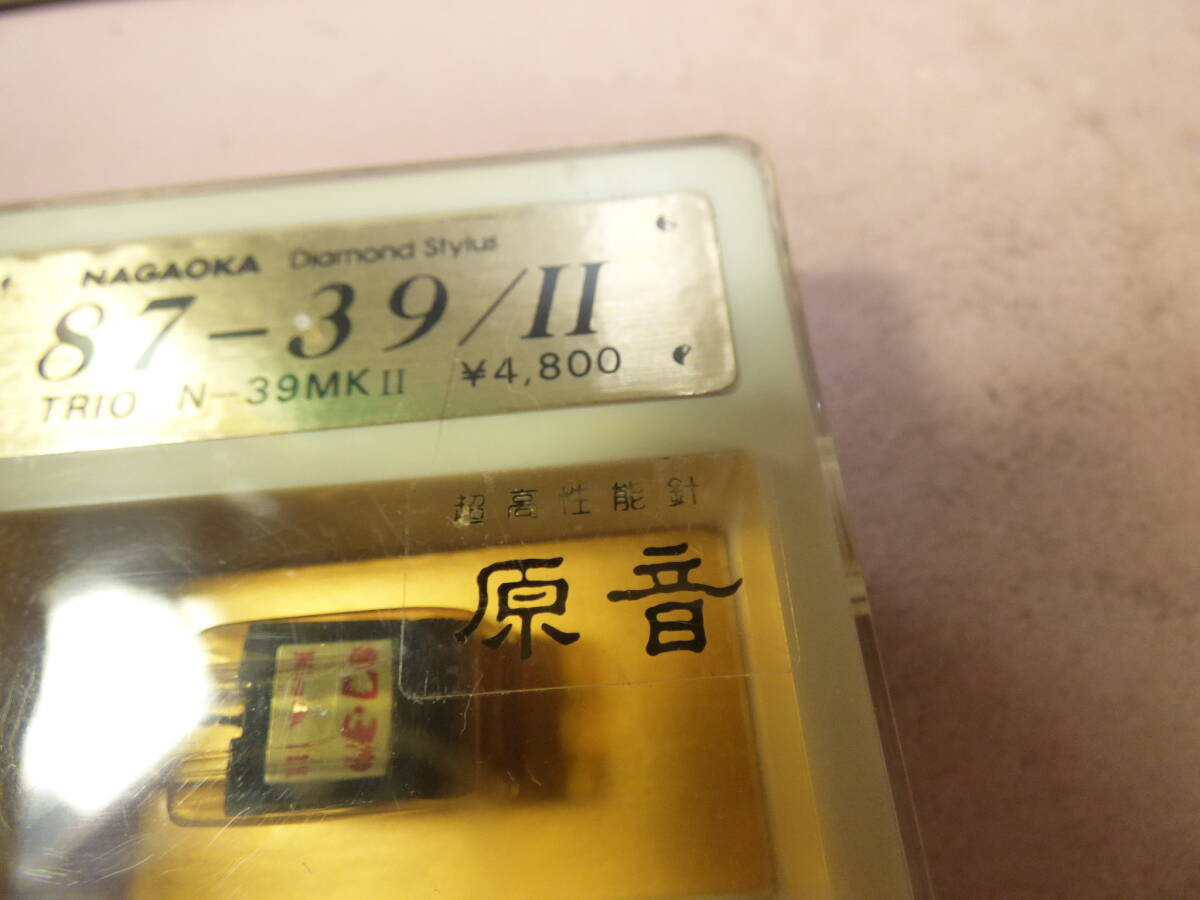 NAGAOKA Diamond Stylus
87-39/II
TRIO N-39MKII ¥4,800
超高性能針
原音